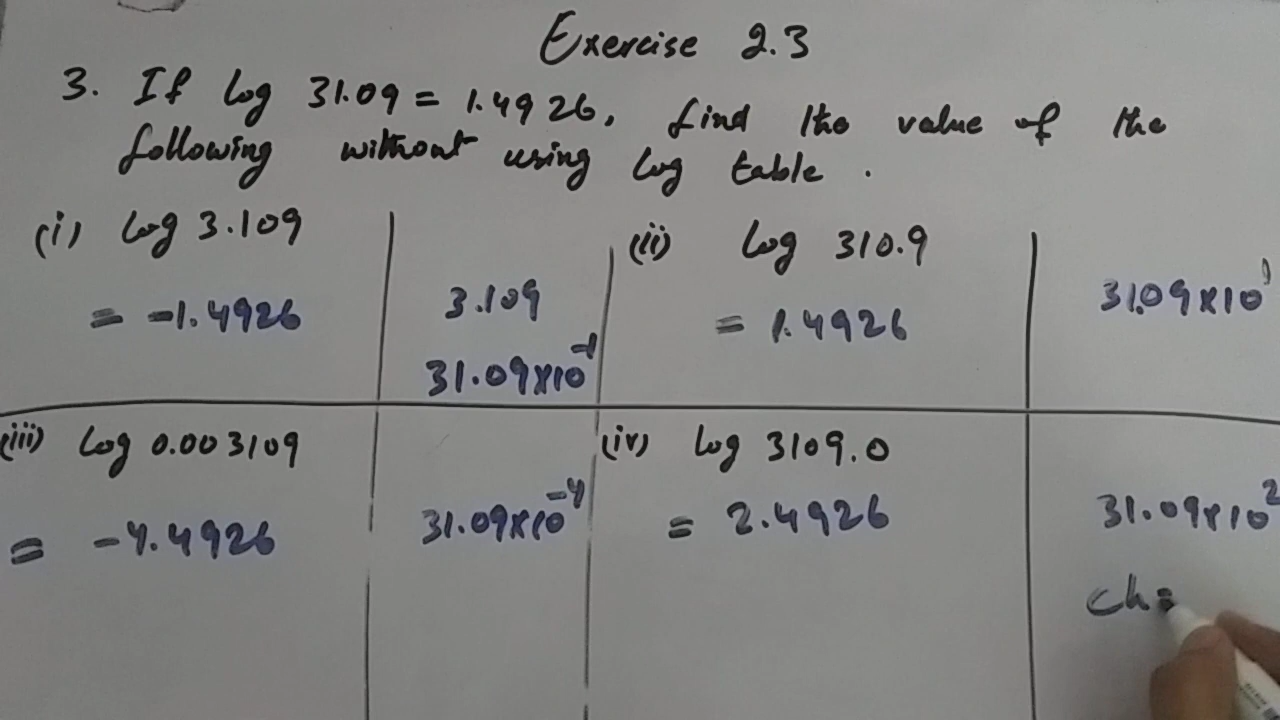 Exercise 2.3
3. If log 31.09 = 1.4926, find the value of the
following without using log table.
(i) log 3.109
= -1.4926
3.109
31.09×10⁻¹
(ii) log 310.9
= 1.4926
31.09×10¹
(iii) log 0.003109
= -4.4926
31.09×10⁻⁴
(iv) log 3109.0
= 2.4926
31.09×10²
Ch=